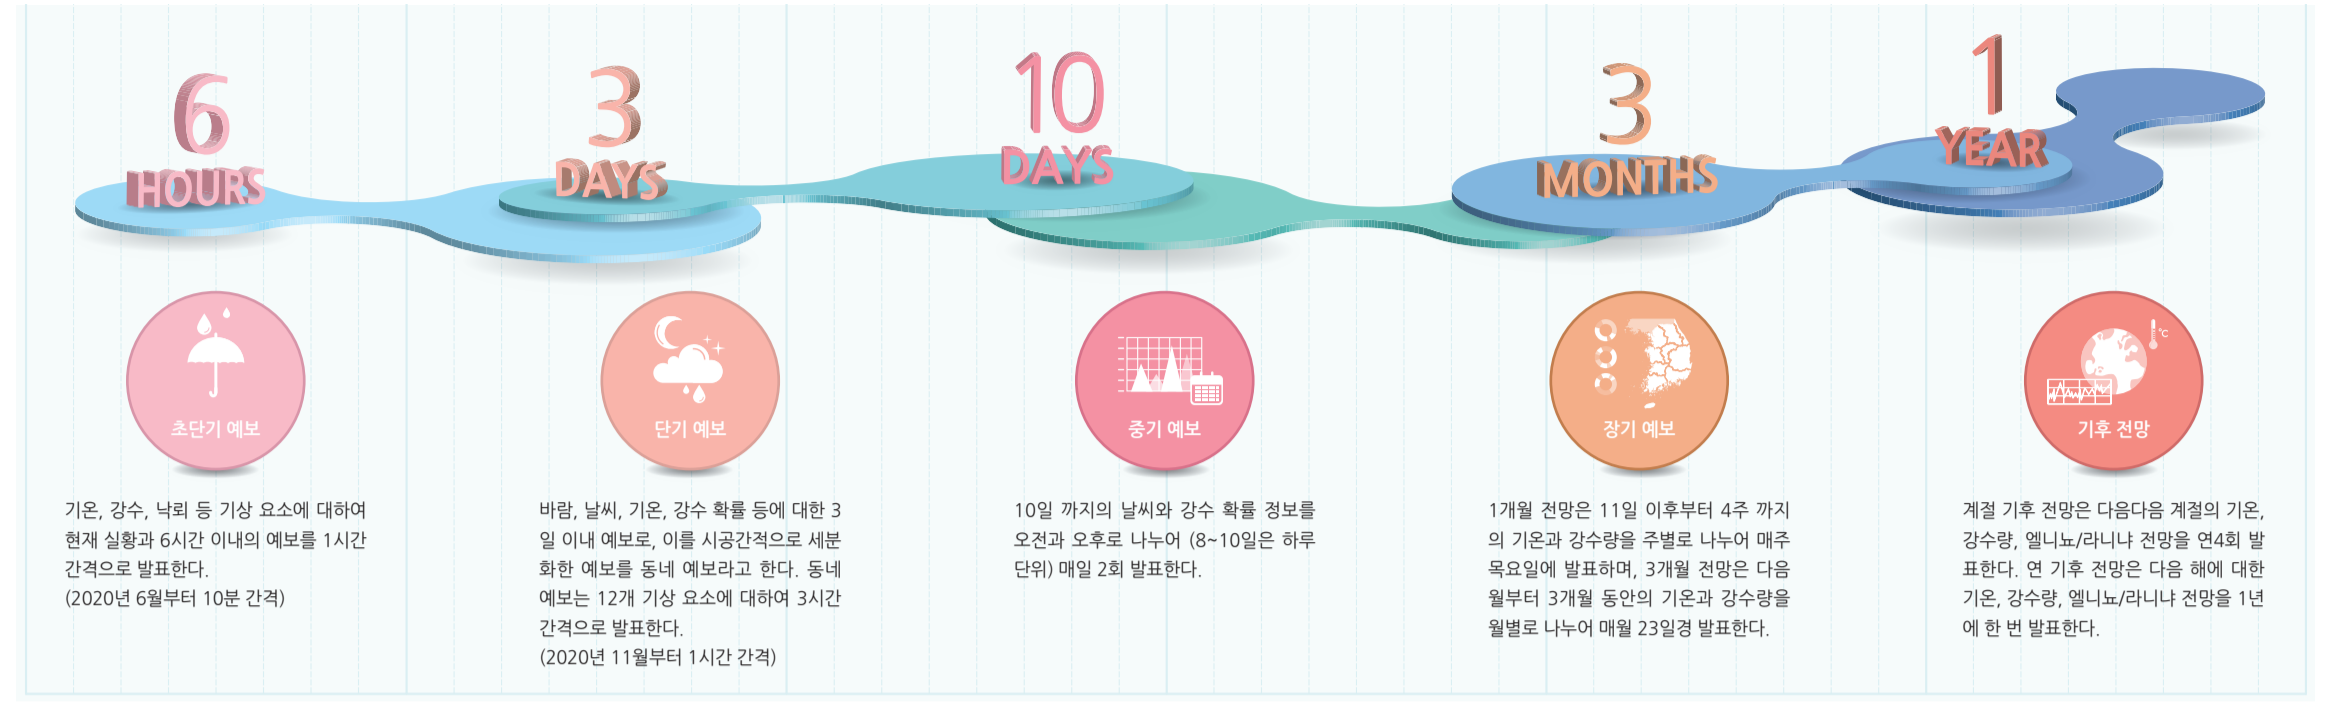 6
HOURS
3
DAYS
10
DAYS
3
MONTHS
1
YEAR
초단기 예보
기온, 강수, 낙뢰 등 기상 요소에 대하여
현재 실황과 6시간 이내의 예보를 1시간
간격으로 발표한다.
(2020년 6월부터 10분 간격)
단기 예보
바람, 날씨, 기온, 강수 확률 등에 대한 3
일 이내 예보로, 이를 시공간적으로 세분
화한 예보를 동네 예보라고 한다. 동네
예보는 12개 기상 요소에 대하여 3시간
간격으로 발표한다.
(2020년 11월부터 1시간 간격)
중기 예보
10일 까지의 날씨와 강수 확률 정보를
오전과 오후로 나누어 (8~10일은 하루
단위) 매일 2회 발표한다.
장기 예보
1개월 전망은 11일 이후부터 4주 까지
의 기온과 강수량을 주별로 나누어 매주
목요일에 발표하며, 3개월 전망은 다음
월부터 3개월 동안의 기온과 강수량을
월별로 나누어 매월 23일경 발표한다.
℃
기후 전망
계절 기후 전망은 다음다음 계절의 기온,
강수량, 엘니뇨/라니냐 전망을 연4회 발
표한다. 연 기후 전망은 다음 해에 대한
기온, 강수량, 엘니뇨/라니냐 전망을 1년
에 한 번 발표한다.